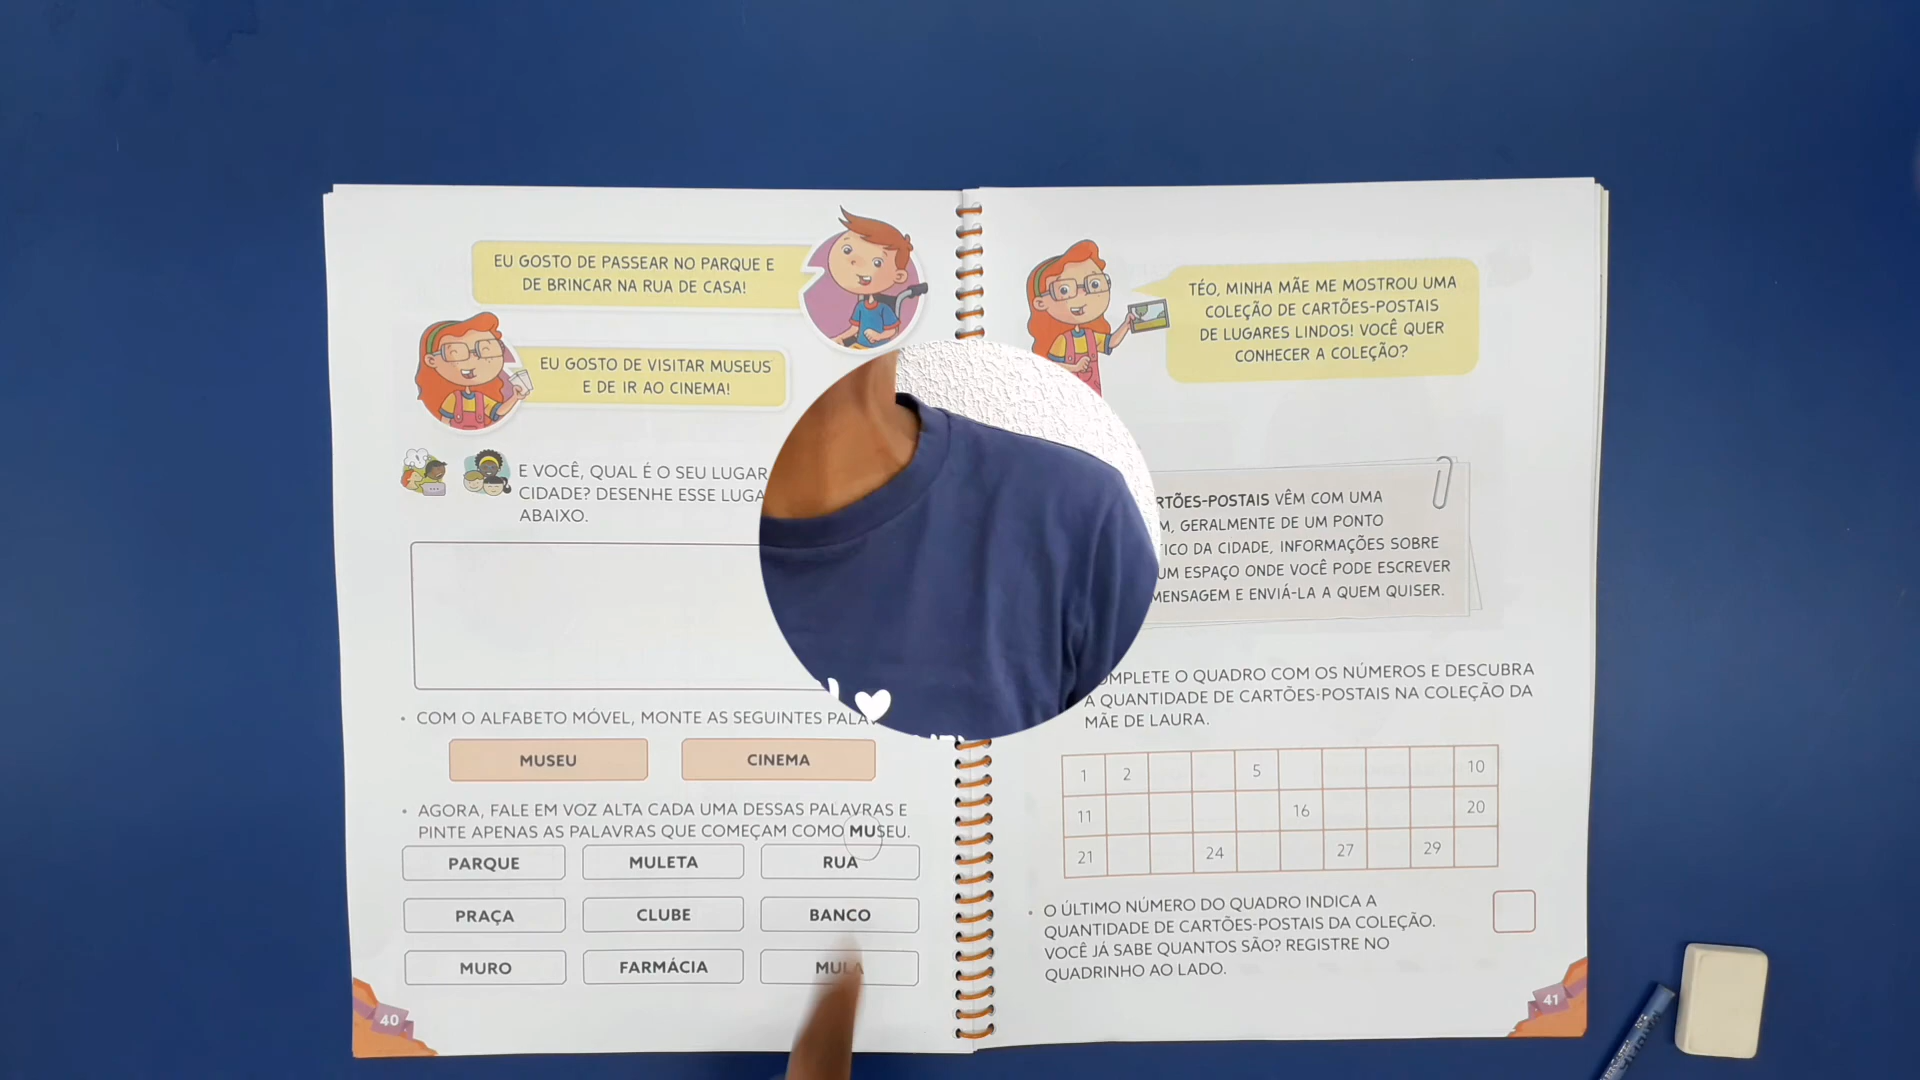 EU GOSTO DE PASSEAR NO PARQUE E
DE BRINCAR NA RUA DE CASA!
EU GOSTO DE VISITAR MUSEUS
E DE IR AO CINEMA!
E VOCÊ, QUAL É O SEU LUGAR
CIDADE? DESENHE ESSE
ABAIXO.
• COM O ALFABETO MÓVEL, MONTE AS SEGUINTES
MUSEU
CINEMA
• AGORA, FALE EM VOZ ALTA CADA UMA DESSAS PALAVRAS E
PINTE APENAS AS PALAVRAS QUE COMEÇAM COMO MUSEU.
PARQUE MULETA RUA
PRAÇA CLUBE BANCO
MURO FARMÁCIA MULA
40
TÉO, MINHA MÃE ME MOSTROU UMA
COLEÇÃO DE CARTÕES-POSTAIS
DE LUGARES LINDOS! VOCÊ QUER
CONHECER A COLEÇÃO?
RTÕES-POSTAIS VÊM COM UMA
M, GERALMENTE DE UM PONTO
ICO DA CIDADE, INFORMAÇÕES SOBRE
UM ESPAÇO ONDE VOCÊ PODE ESCREVER
MENSAGEM E ENVIÁ-LA A QUEM QUISER.
OMPLETE O QUADRO COM OS NÚMEROS E DESCUBRA
A QUANTIDADE DE CARTÕES-POSTAIS NA COLEÇÃO DA
MÃE DE LAURA.
1 2 5 10
11 16 20
21 24 27 29
• O ÚLTIMO NÚMERO DO QUADRO INDICA A
QUANTIDADE DE CARTÕES-POSTAIS DA COLEÇÃO.
VOCÊ JÁ SABE QUANTOS SÃO? REGISTRE NO
QUADRINHO AO LADO.
41